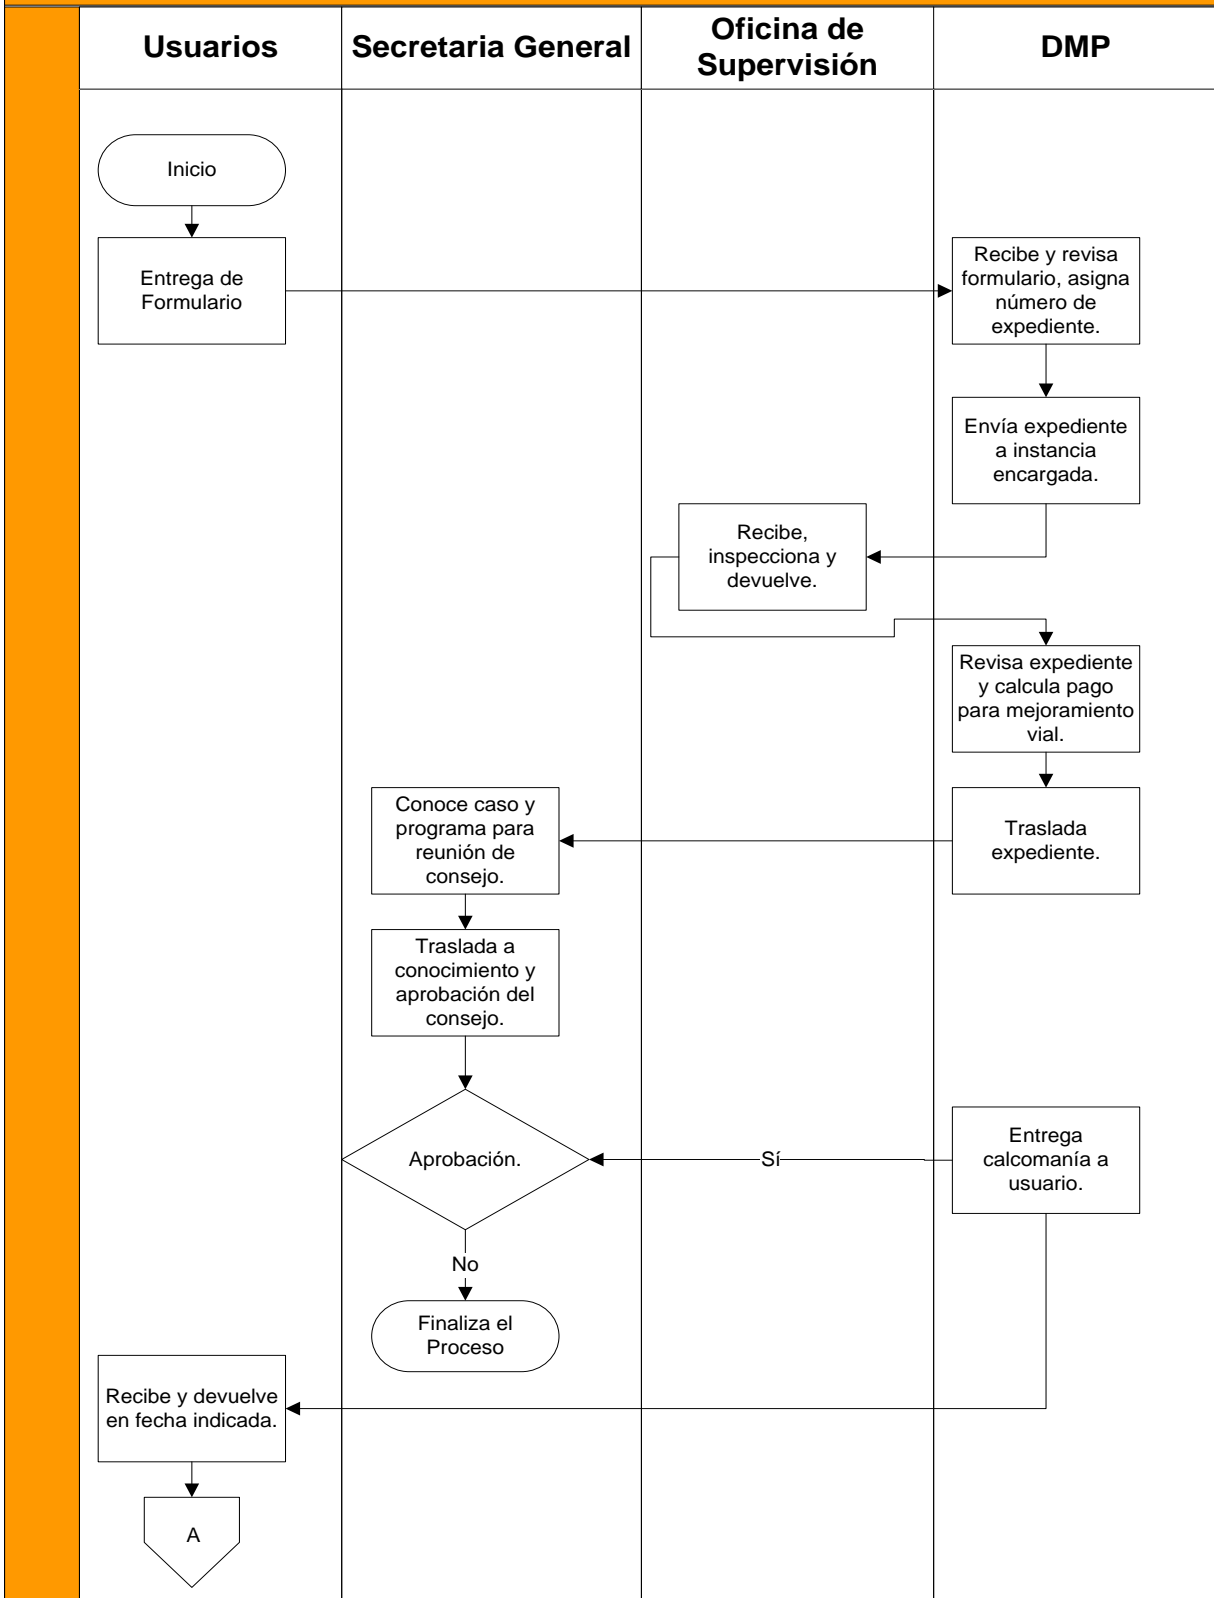 Usuarios
Secretaria General
Oficina de
Supervisión
DMP
Inicio
Entrega de
Formulario
Recibe y revisa
formulario, asigna
número de
expediente.
Envía expediente
a instancia
encargada.
Recibe,
inspecciona y
devuelve.
Revisa expediente
y calcula pago
para mejoramiento
vial.
Traslada
expediente.
Conoce caso y
programa para
reunión de
consejo.
Traslada a
conocimiento y
aprobación del
consejo.
Aprobación.
Sí
Entrega
calcomanía a
usuario.
No
Finaliza el
Proceso
Recibe y devuelve
en fecha indicada.
A